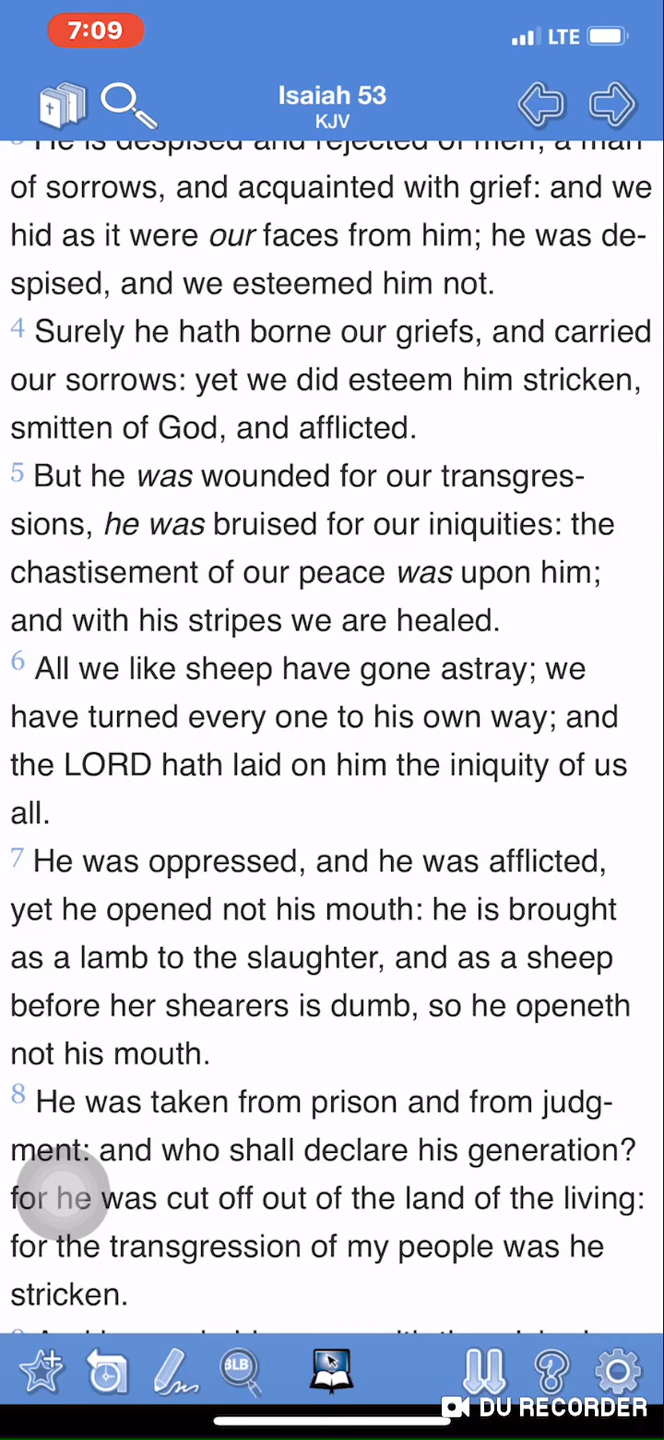 7:09
LTE
Isaiah 53
KJV
3 He is despised and rejected of men; a man
of sorrows, and acquainted with grief: and we
hid as it were our faces from him; he was de-
spised, and we esteemed him not.
4 Surely he hath borne our griefs, and carried
our sorrows: yet we did esteem him stricken,
smitten of God, and afflicted.
5 But he was wounded for our transgres-
sions, he was bruised for our iniquities: the
chastisement of our peace was upon him;
and with his stripes we are healed.
6 All we like sheep have gone astray; we
have turned every one to his own way; and
the LORD hath laid on him the iniquity of us
all.
7 He was oppressed, and he was afflicted,
yet he opened not his mouth: he is brought
as a lamb to the slaughter, and as a sheep
before her shearers is dumb, so he openeth
not his mouth.
8 He was taken from prison and from judg-
ment: and who shall declare his generation?
for he was cut off out of the land of the living:
for the transgression of my people was he
stricken.
BLB
DU RECORDER